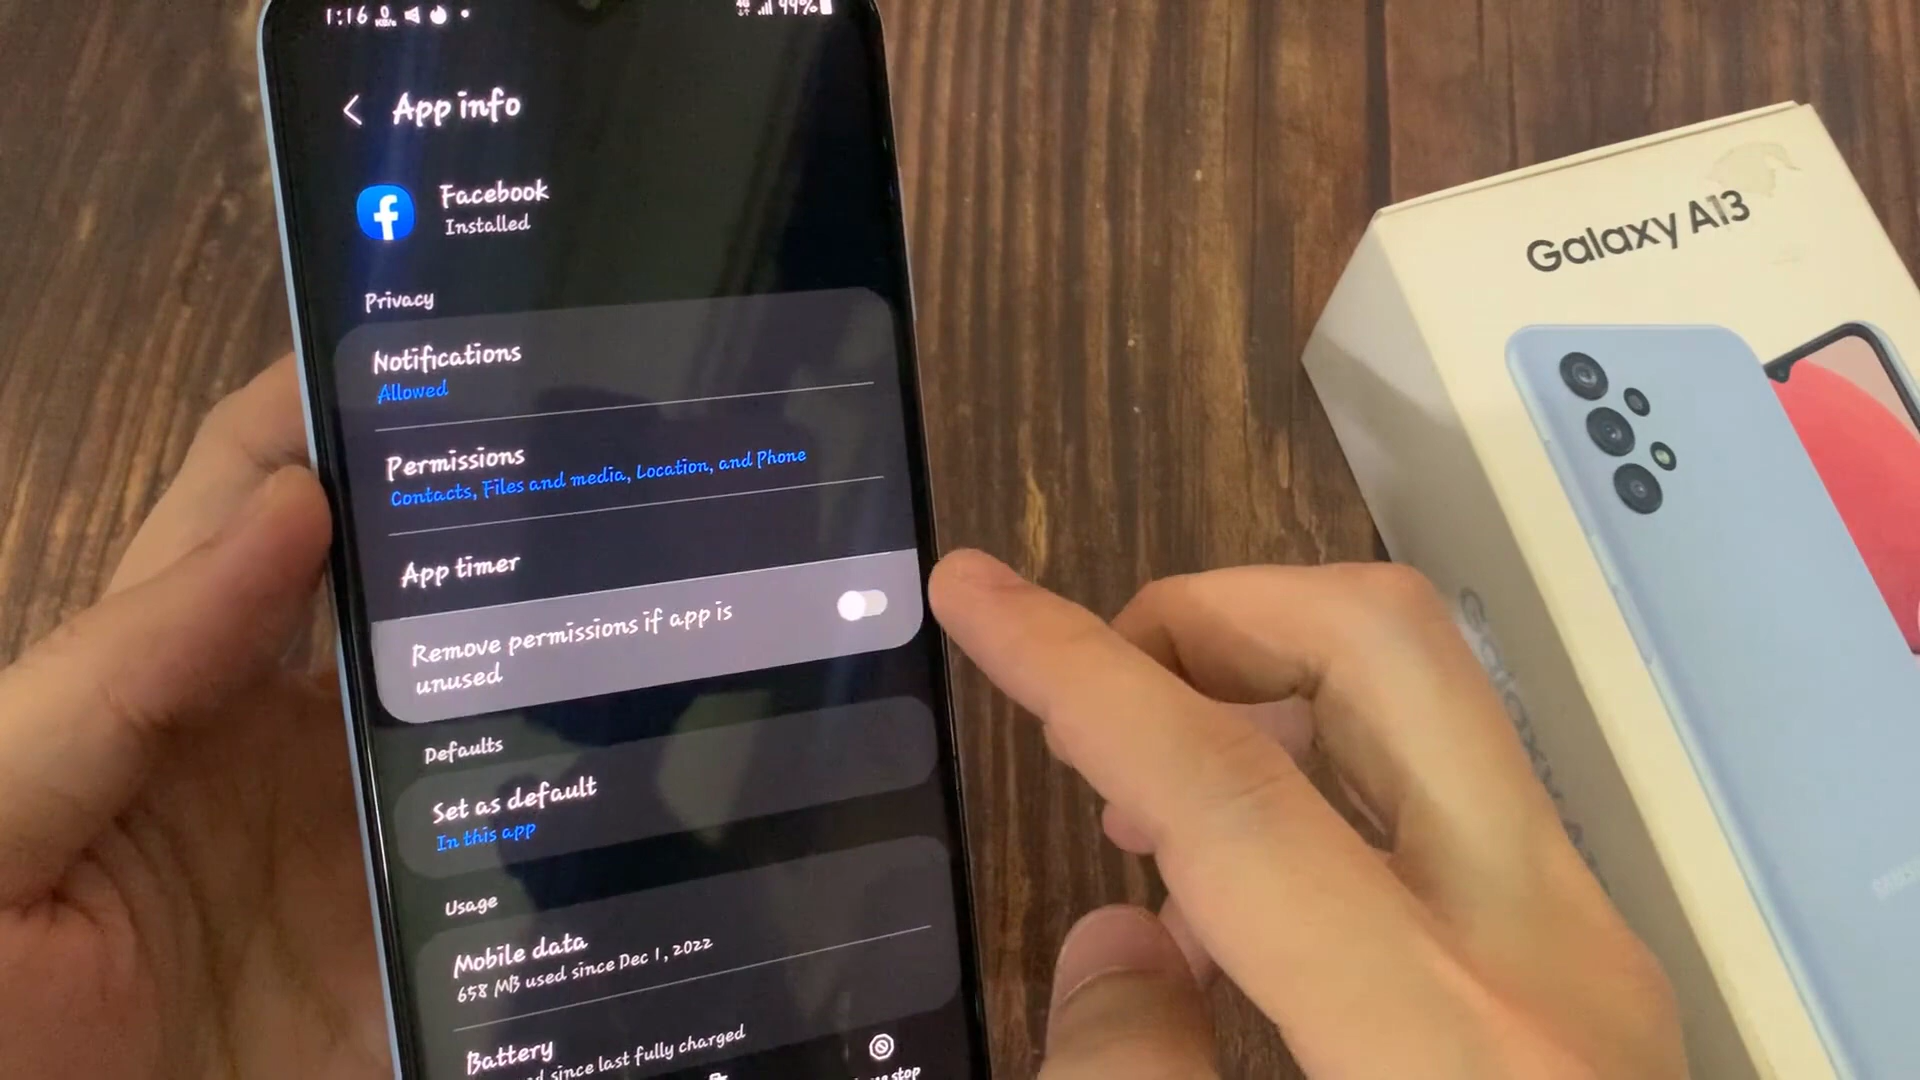 1:16
99%
App info
Facebook
Installed
Privacy
Notifications
Allowed
Permissions
Contacts, Files and media, Location, and Phone
App timer
Remove permissions if app is
unused
Defaults
Set as default
In this app
Usage
Mobile data
658 MB used since Dec 1, 2022
Battery
since last fully charged
stop
Galaxy A13